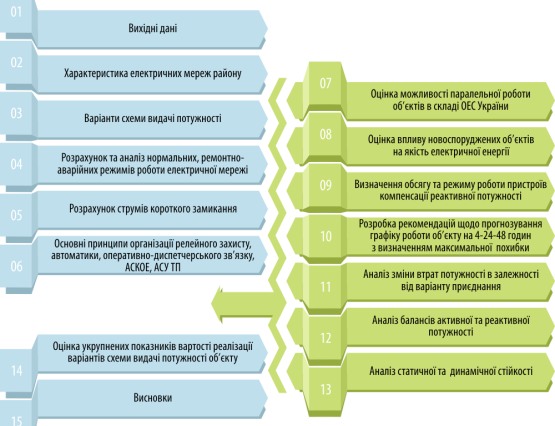 01
Вихідні дані
02
Характеристика електричних мереж району
03
Варіанти схеми видачі потужності
04
Розрахунок та аналіз нормальних, ремонтно-
аварійних режимів роботи електричної мережі
05
Розрахунок струмів короткого замикання
06
Основні принципи організації релейного захисту,
автоматики, оперативно-диспетчерського зв'язку,
АСКОЕ, АСУ ТП
07
Оцінка можливості паралельної роботи
об'єктів в складі ОЕС України
08
Оцінка впливу новоспоруджених об'єктів
на якість електричної енергії
09
Визначення обсягу та режиму роботи пристроїв
компенсації реактивної потужності
10
Розробка рекомендацій щодо прогнозування
графіку роботи об'єкту на 4-24-48 годин
з визначенням максимальної похибки
11
Аналіз зміни втрат потужності в залежності
від варіанту приєднання
12
Аналіз балансів активної та реактивної
потужності
13
Аналіз статичної та динамічної стійкості
14
Оцінка укрупнених показників вартості реалізації
варіантів схеми видачі потужності об'єкту
15
Висновки